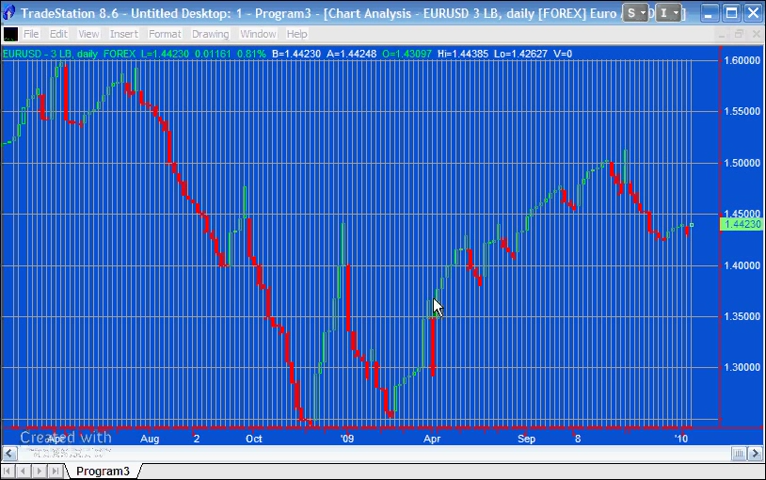 TradeStation 8.6 - Untitled Desktop: 1 - Program3 - [Chart Analysis - EURUSD 3 LB, daily [FOREX] Euro
S I
File Edit View Insert Format Drawing Window Help
EURUSD - 3 LB, daily FOREX L=1.44230 0.01161 0.81% B=1.44230 A=1.44248 O=1.43097 Hi=1.44385 Lo=1.42627 V=0
1.60000
1.55000
1.50000
1.45000
1.44230
1.40000
1.35000
1.30000
Apr Aug 2 Oct '09 Apr Sep 8 '10
Created with
Program3